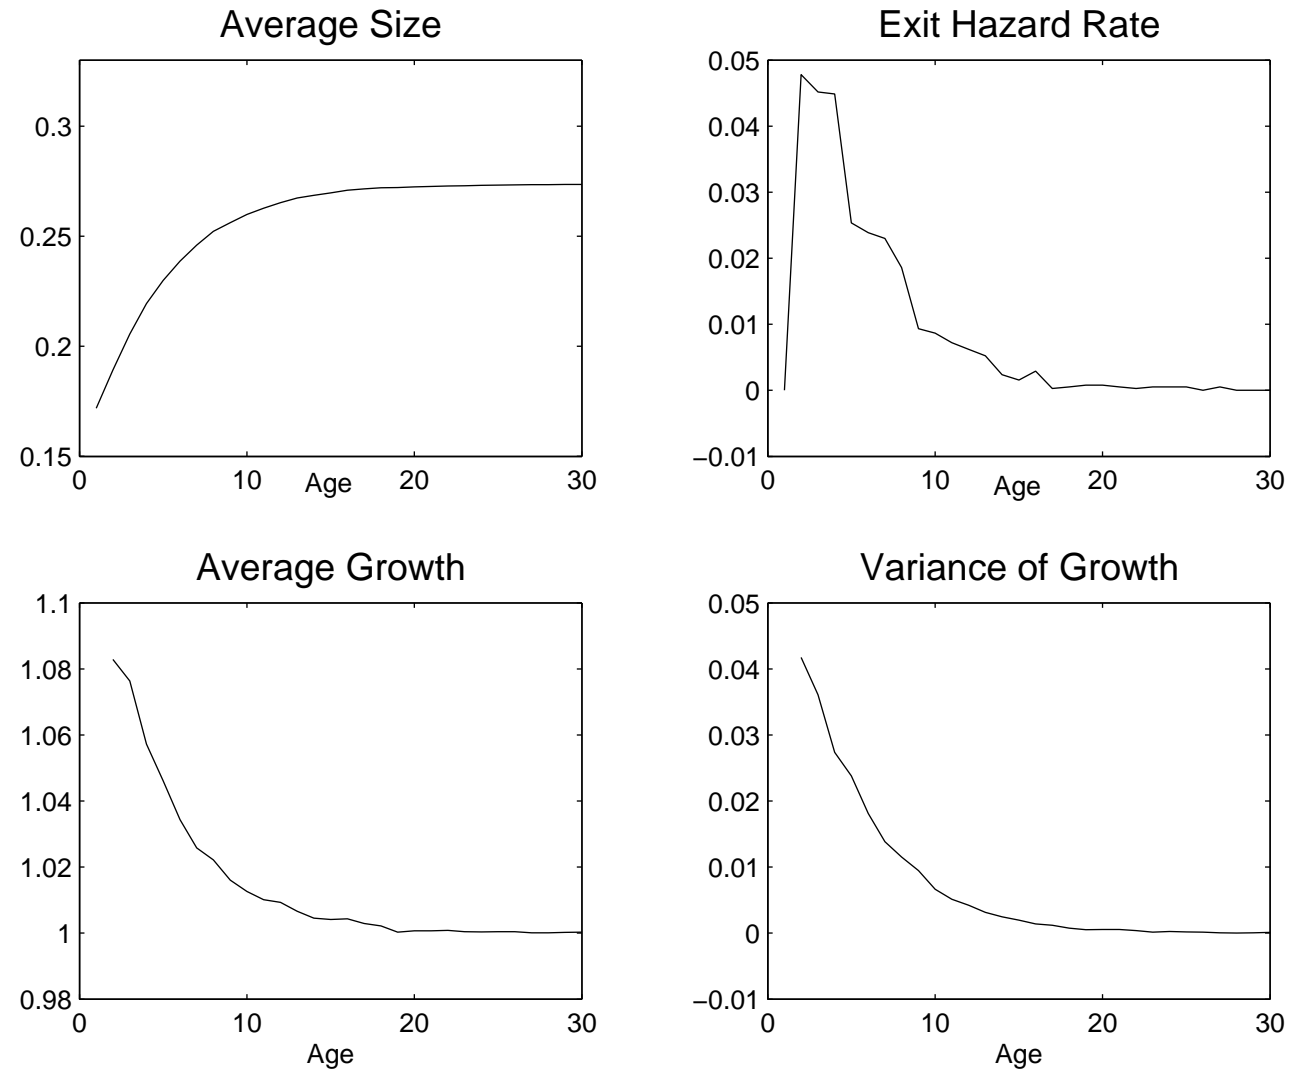 Average Size
0.3
0.25
0.2
0.15
0 10 20 30
Age
Exit Hazard Rate
0.05
0.04
0.03
0.02
0.01
0
−0.01
0 10 20 30
Age
Average Growth
1.1
1.08
1.06
1.04
1.02
1
0.98
0 10 20 30
Age
Variance of Growth
0.05
0.04
0.03
0.02
0.01
0
−0.01
0 10 20 30
Age